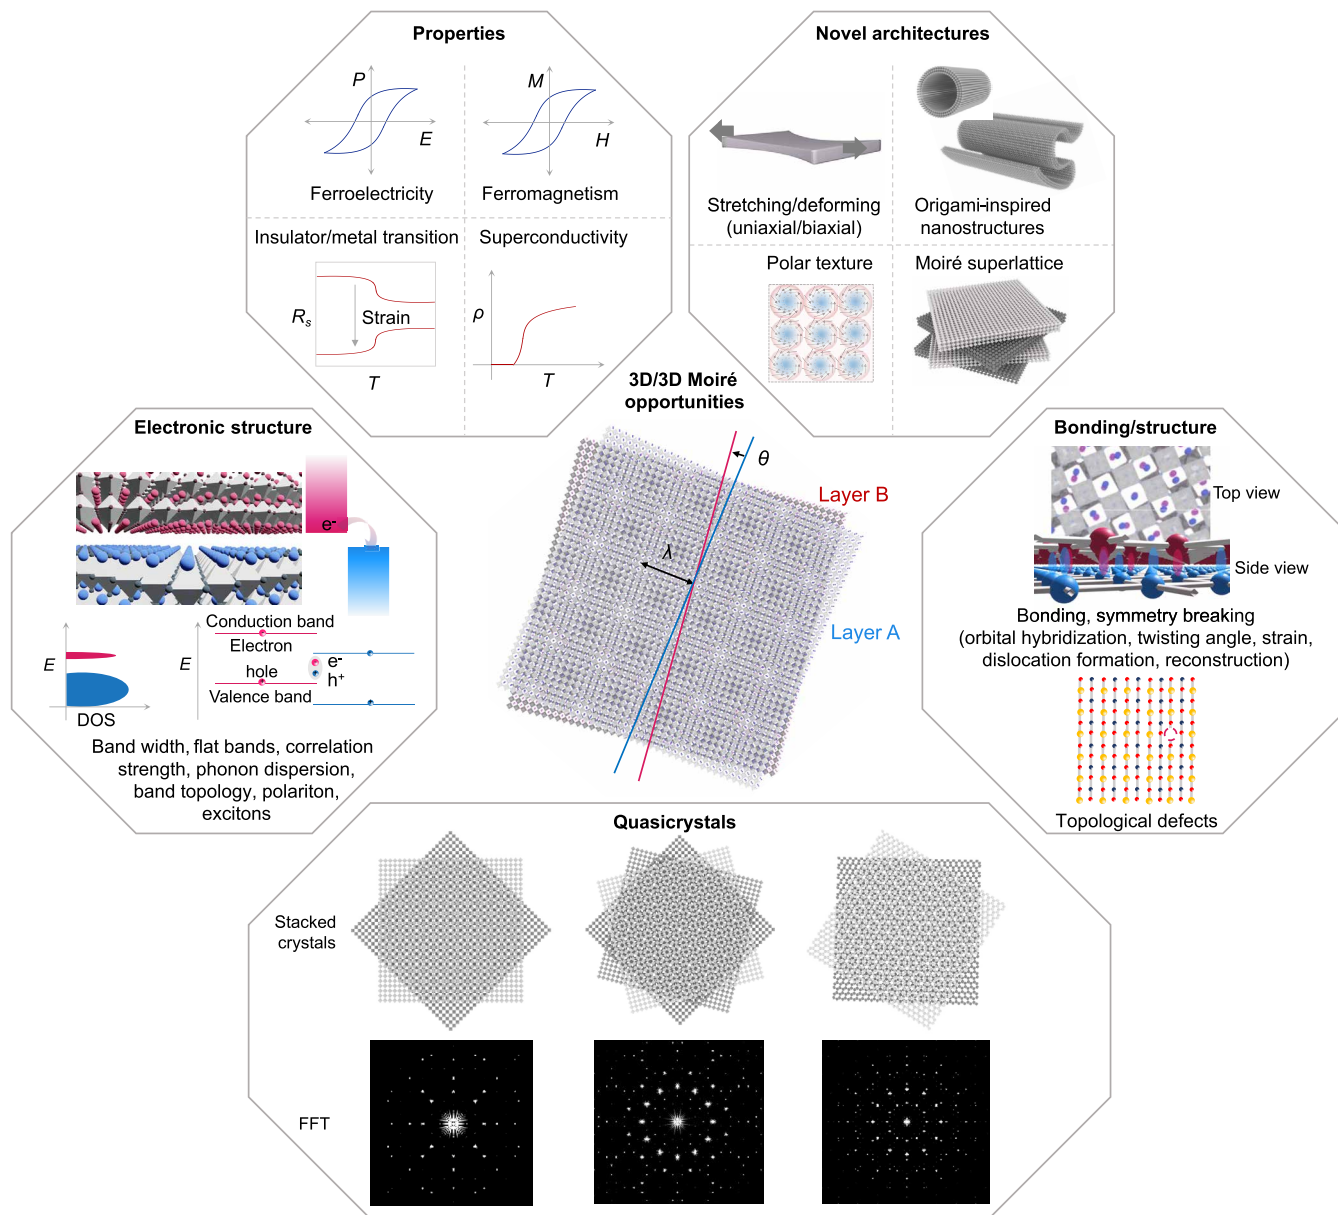 Properties
P
E
Ferroelectricity
M
H
Ferromagnetism
Insulator/metal transition
Rs
Strain
T
Superconductivity
ρ
T
Novel architectures
Stretching/deforming
(uniaxial/biaxial)
Origami-inspired
nanostructures
Polar texture
Moiré superlattice
3D/3D Moiré
opportunities
θ
Layer B
λ
Layer A
Electronic structure
e-
Conduction band
Electron
E
E
hole
e-
h+
Valence band
DOS
Band width, flat bands, correlation
strength, phonon dispersion,
band topology, polariton,
excitons
Bonding/structure
Top view
Side view
Bonding, symmetry breaking
(orbital hybridization, twisting angle, strain,
dislocation formation, reconstruction)
Topological defects
Quasicrystals
Stacked
crystals
FFT